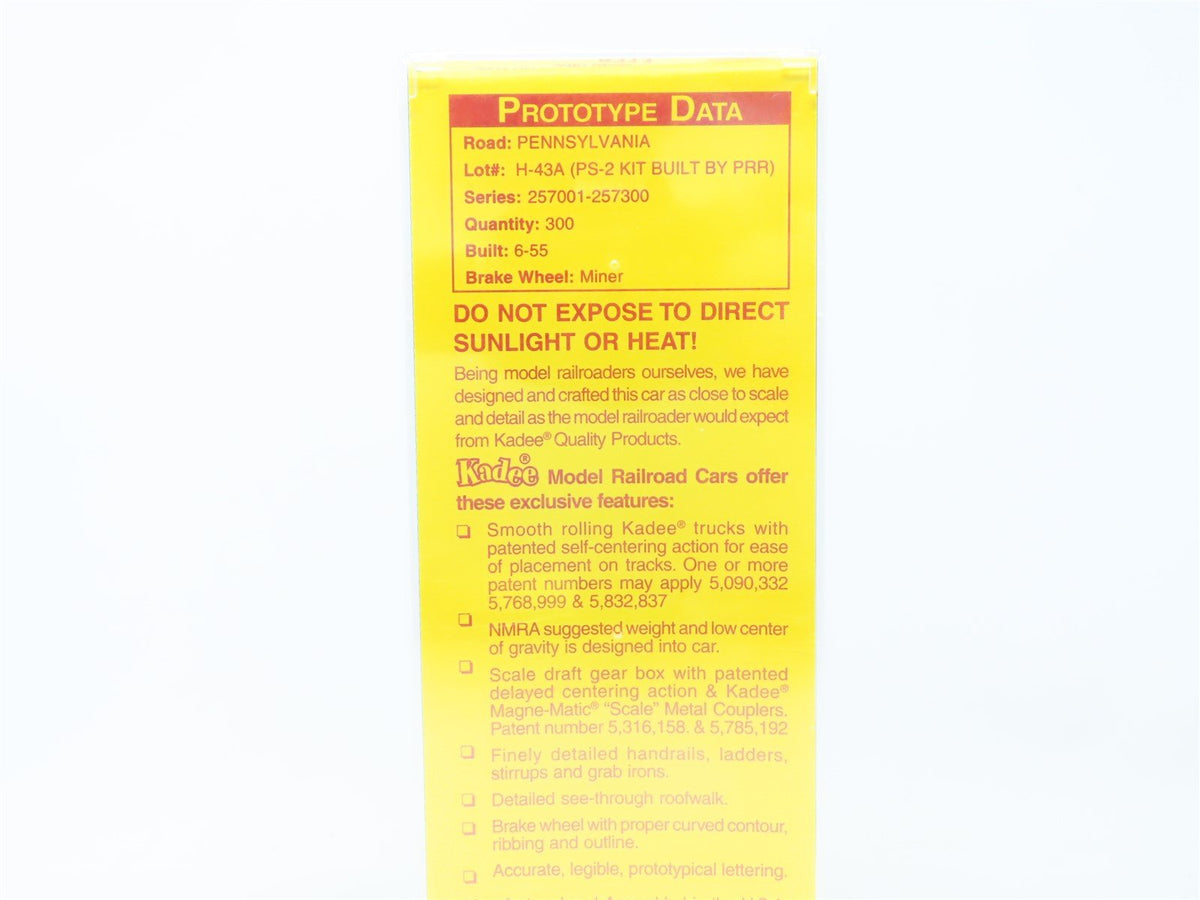 PROTOTYPE DATA
Road: PENNSYLVANIA
Lot#: H-43A (PS-2 KIT BUILT BY PRR)
Series: 257001-257300
Quantity: 300
Built: 6-55
Brake Wheel: Miner
DO NOT EXPOSE TO DIRECT
SUNLIGHT OR HEAT!
Being model railroaders ourselves, we have
designed and crafted this car as close to scale
and detail as the model railroader would expect
from Kadee® Quality Products.
Kadee® Model Railroad Cars offer
these exclusive features:
❑ Smooth rolling Kadee® trucks with
patented self-centering action for ease
of placement on tracks. One or more
patent numbers may apply 5,090,332
5,768,999 & 5,832,837
❑ NMRA suggested weight and low center
of gravity is designed into car.
❑ Scale draft gear box with patented
delayed centering action & Kadee®
Magne-Matic® “Scale” Metal Couplers.
Patent number 5,316,158. & 5,785,192
❑ Finely detailed handrails, ladders,
stirrups and grab irons.
❑ Detailed see-through roofwalk.
❑ Brake wheel with proper curved contour,
ribbing and outline.
❑ Accurate, legible, prototypical lettering.